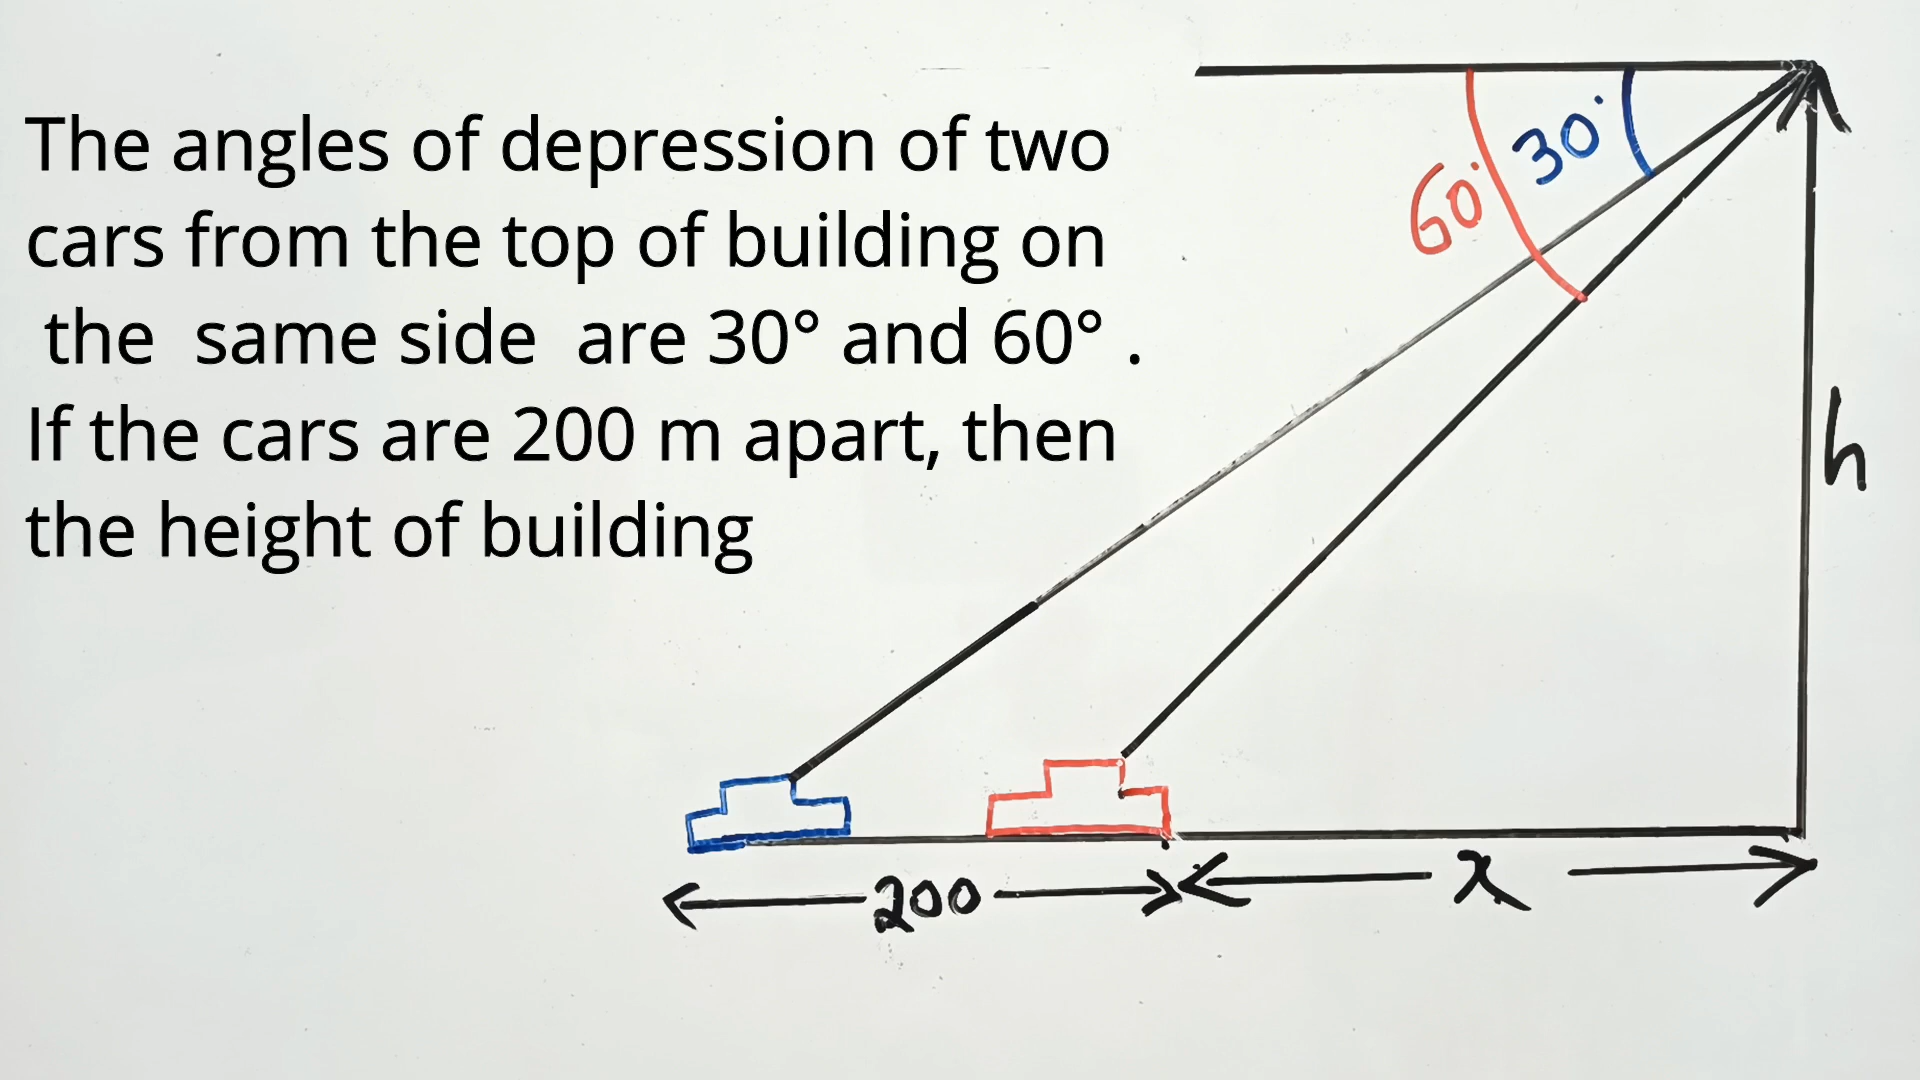 The angles of depression of two
cars from the top of building on
the same side are 30° and 60° .
If the cars are 200 m apart, then
the height of building
30°
60°
h
200
x